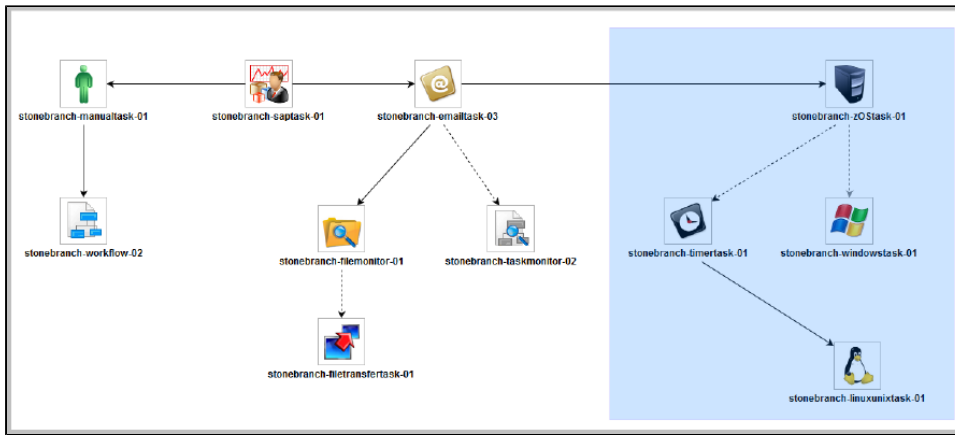 stonebranch-manualtask-01
stonebranch-saptask-01
stonebranch-emailtask-03
stonebranch-zOStask-01
stonebranch-workflow-02
stonebranch-filemonitor-01
stonebranch-taskmonitor-02
stonebranch-timertask-01
stonebranch-windowstask-01
stonebranch-filetransfertask-01
stonebranch-linuxunixtask-01